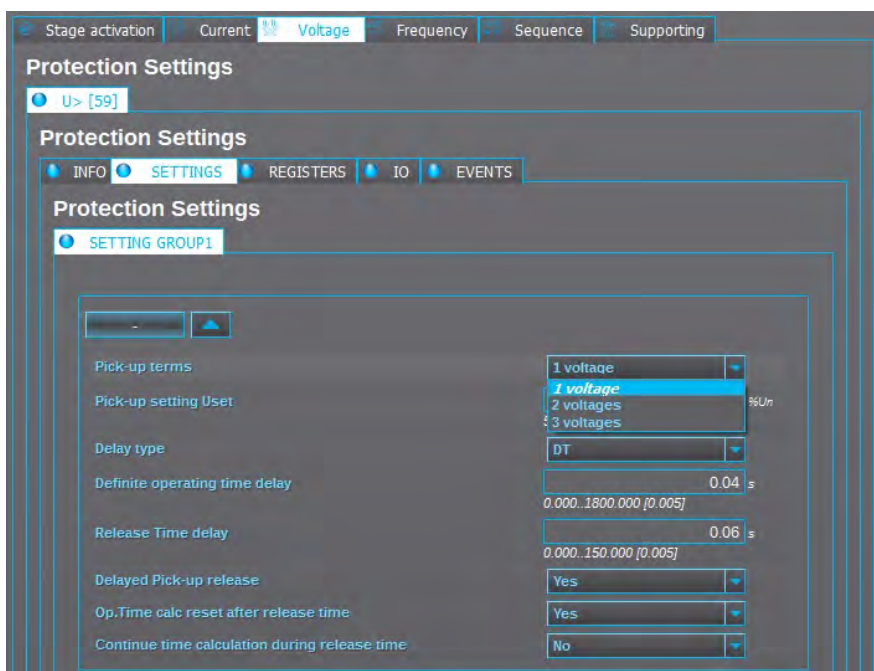 Stage activation Current Voltage Frequency Sequence Supporting
Protection Settings
U> [59]
Protection Settings
INFO SETTINGS REGISTERS IO EVENTS
Protection Settings
SETTING GROUP1
-
Pick-up terms 1 voltage
1 voltage
Pick-up setting Uset 2 voltages %Un
3 voltages
Delay type DT
Definite operating time delay 0.04 s
0.000..1800.000 [0.005]
Release Time delay 0.06 s
0.000..150.000 [0.005]
Delayed Pick-up release Yes
Op.Time calc reset after release time Yes
Continue time calculation during release time No